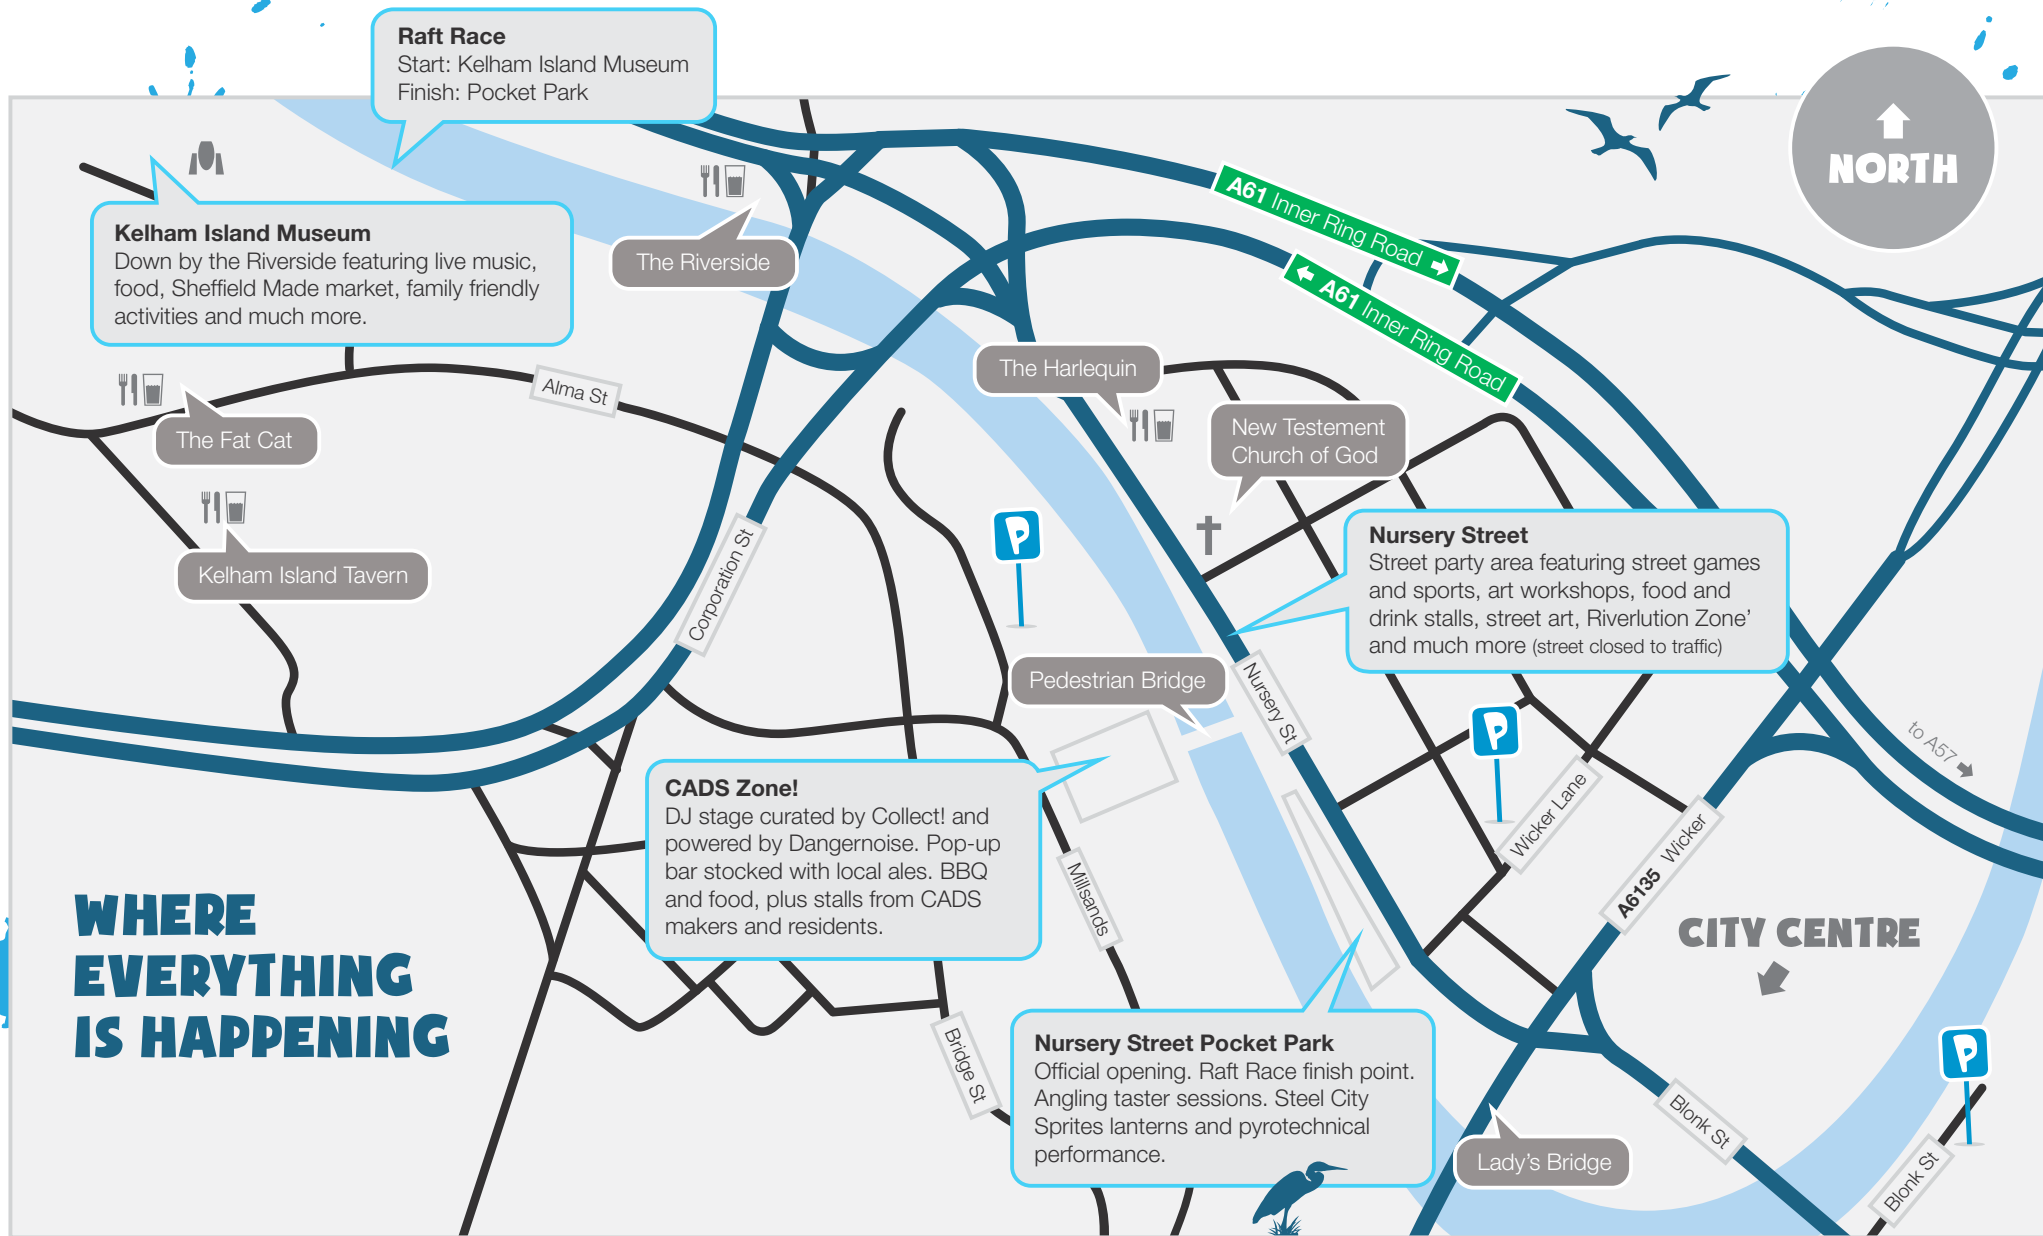 Raft Race
Start: Kelham Island Museum
Finish: Pocket Park
NORTH
A61 Inner Ring Road
A61 Inner Ring Road
Kelham Island Museum
Down by the Riverside featuring live music,
food, Sheffield Made market, family friendly
activities and much more.
The Riverside
The Harlequin
Alma St
The Fat Cat
New Testement
Church of God
Kelham Island Tavern
Corporation St
P
Nursery Street
Street party area featuring street games
and sports, art workshops, food and
drink stalls, street art, Riverlution Zone'
and much more (street closed to traffic)
Pedestrian Bridge
Nursery St
P
to A57
CADS Zone!
DJ stage curated by Collect! and
powered by Dangernoise. Pop-up
bar stocked with local ales. BBQ
and food, plus stalls from CADS
makers and residents.
Wicker Lane
A6135 Wicker
Millsands
WHERE
EVERYTHING
IS HAPPENING
CITY CENTRE
Bridge St
Nursery Street Pocket Park
Official opening. Raft Race finish point.
Angling taster sessions. Steel City
Sprites lanterns and pyrotechnical
performance.
P
Blonk St
Lady's Bridge
Blonk St